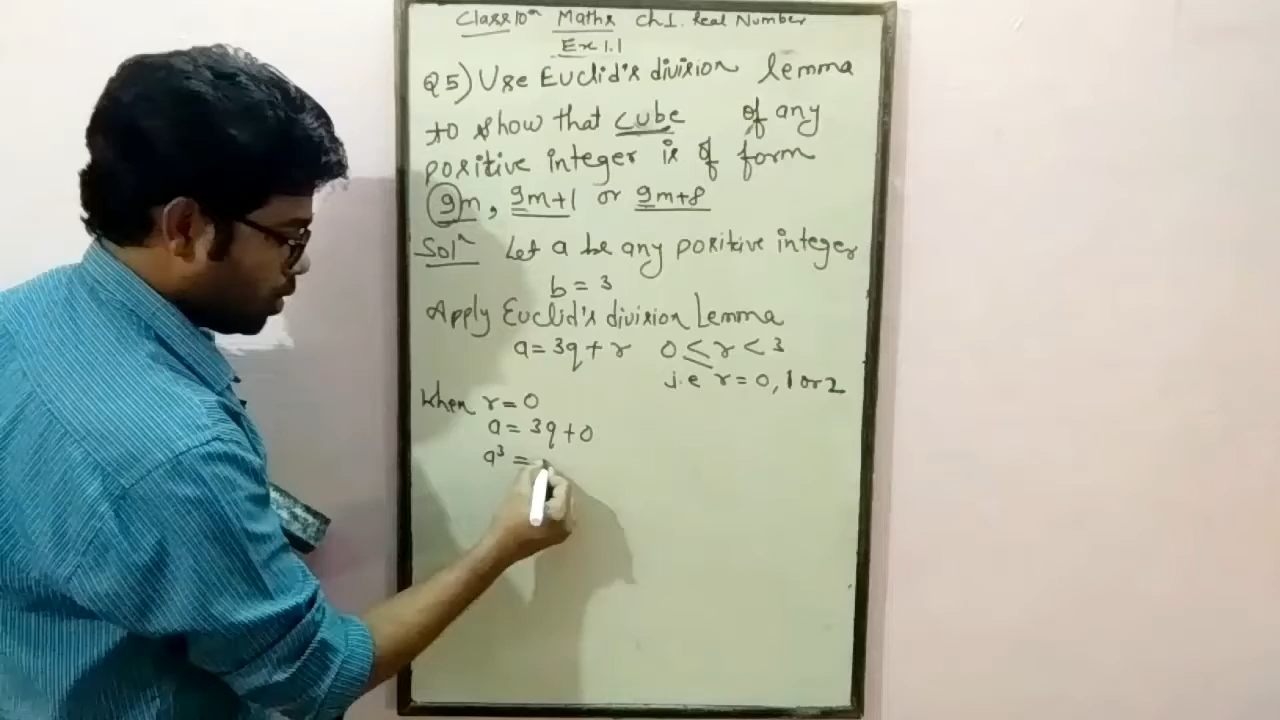 Class 10th Maths Ch 1. Real Number
Ex 1.1
Q5) Use Euclid's division lemma
to show that cube of any
positive integer is of form
9m, 9m+1 or 9m+8
Solⁿ Let a be any positive integer
b = 3
Apply Euclid's division Lemma
a = 3q + r 0 ≤ r < 3
i.e r = 0, 1 or 2
When r = 0
a = 3q + 0
a³ =